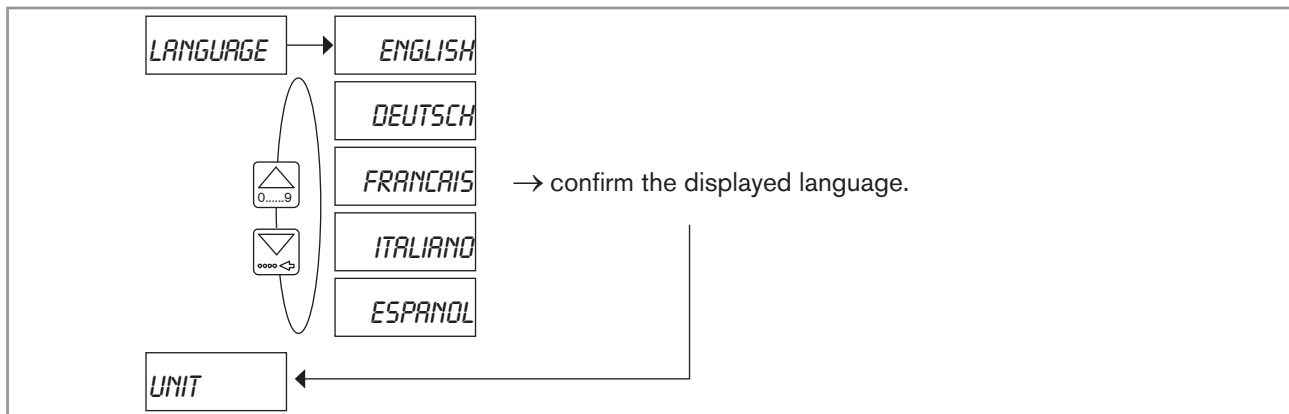 LANGUAGE
ENGLISH
DEUTSCH
0......9
FRANCAIS
→ confirm the displayed language.
ITALIANO
ESPANOL
UNIT